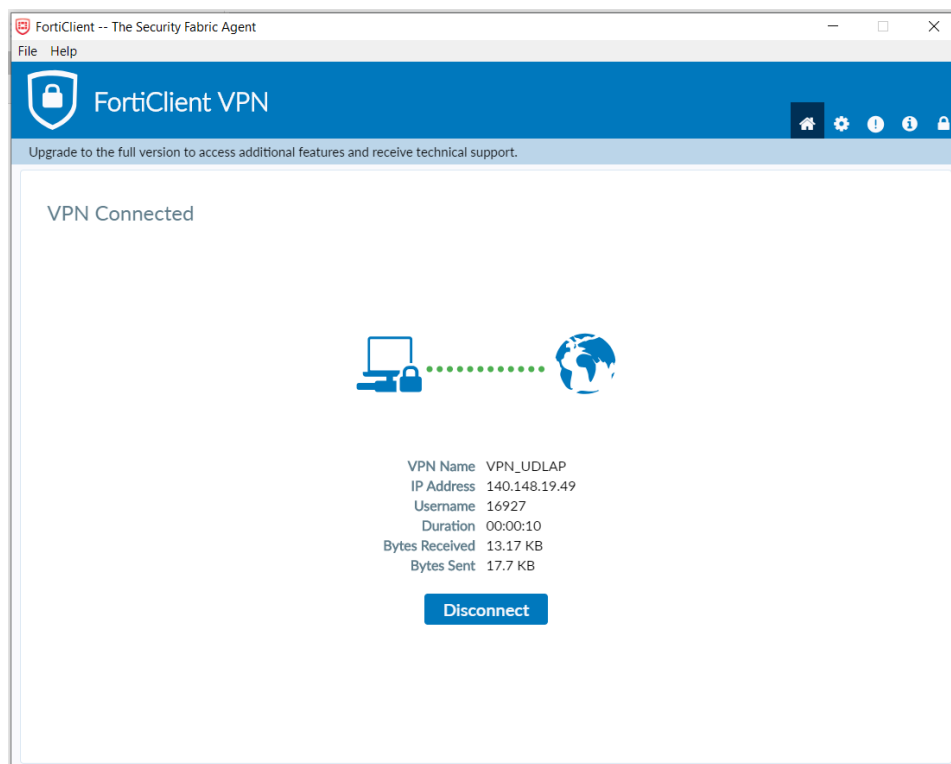 FortiClient -- The Security Fabric Agent
File Help
FortiClient VPN
Upgrade to the full version to access additional features and receive technical support.
VPN Connected
VPN Name VPN_UDLAP
IP Address 140.148.19.49
Username 16927
Duration 00:00:10
Bytes Received 13.17 KB
Bytes Sent 17.7 KB
Disconnect